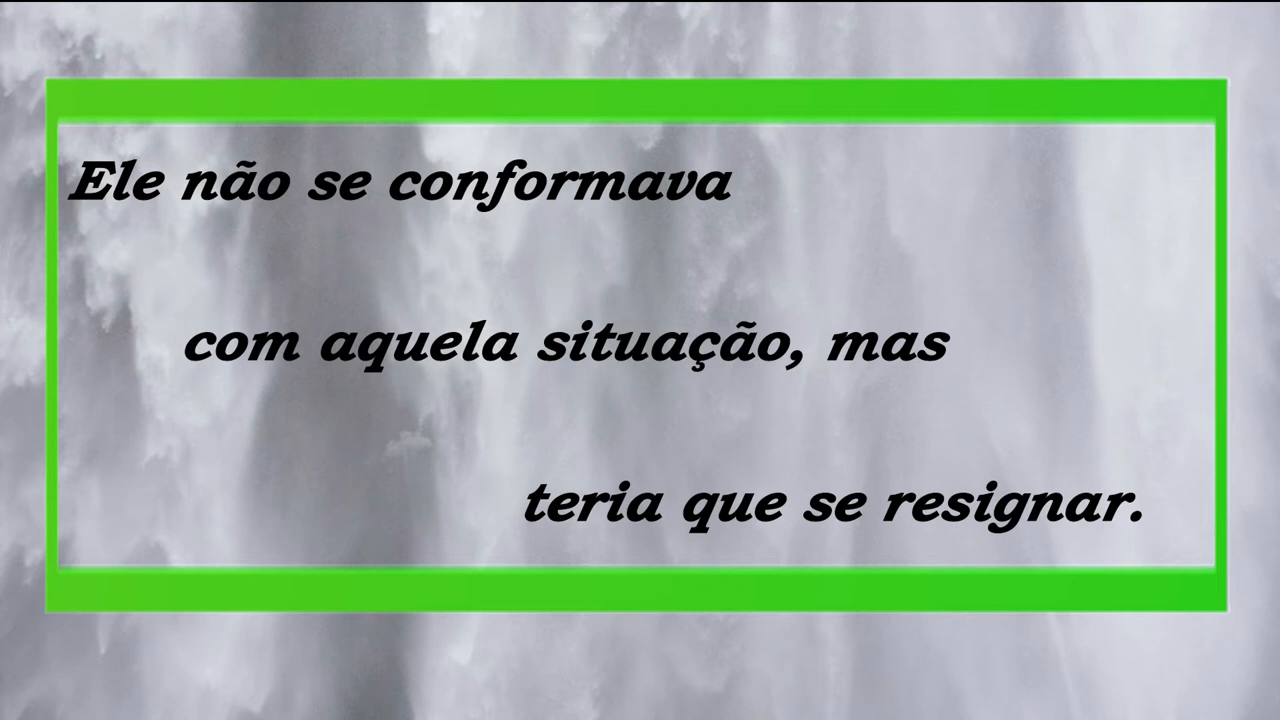 Ele não se conformava
com aquela situação, mas
teria que se resignar.